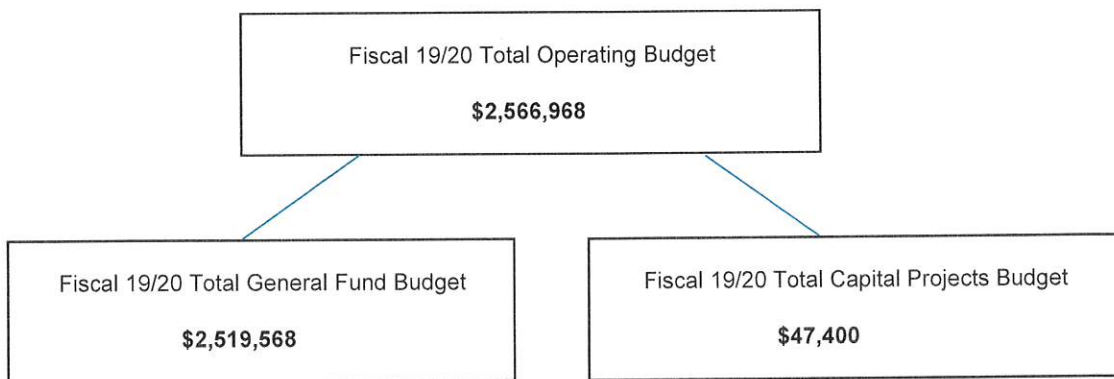 Fiscal 19/20 Total Operating Budget
$2,566,968
Fiscal 19/20 Total General Fund Budget
$2,519,568
Fiscal 19/20 Total Capital Projects Budget
$47,400